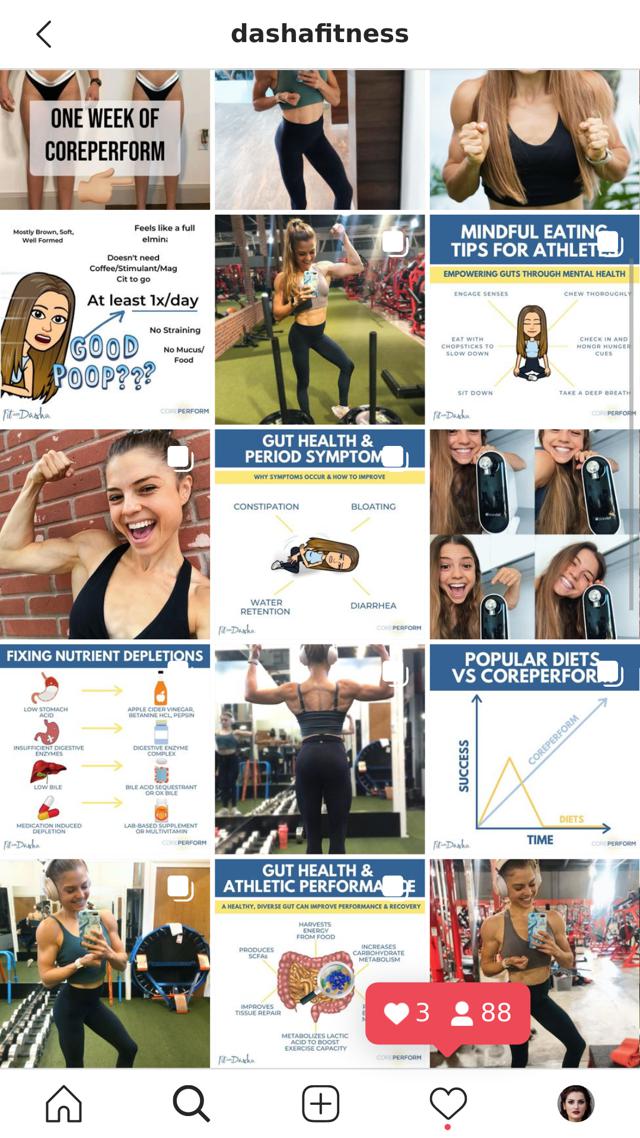 dashafitness
ONE WEEK OF
COREPERFORM
Mostly Brown, Soft,
Well Formed
Feels like a full
Doesn't need
Coffee/Stimulant/Mag
Cit to go
At least 1x/day
No Straining
No Mucus/
Food
GOOD
POOP???
Fit with Dasha
COREPERFORM
MINDFUL EATING
TIPS FOR
EMPOWERING GUTS THROUGH MENTAL HEALTH
ENGAGE SENSES
CHEW THOROUGHLY
EAT WITH
CHOPSTICKS TO
SLOW DOWN
CHECK IN AND
HONOR HUNGER
CUES
SIT DOWN
TAKE A DEEP BREATH
Fit with Dasha
COREPERFORM
GUT HEALTH &
PERIOD
WHY SYMPTOMS OCCUR & HOW TO IMPROVE
CONSTIPATION
BLOATING
WATER
RETENTION
DIARRHEA
Fit with Dasha
COREPERFORM
FIXING NUTRIENT DEPLETIONS
LOW STOMACH
ACID
APPLE CIDER VINEGAR,
BETAINE HCL, PEPSIN
INSUFFICIENT DIGESTIVE
ENZYMES
DIGESTIVE ENZYME
COMPLEX
LOW BILE
BILE ACID SEQUESTRANT
OR OX BILE
MEDICATION INDUCED
DEPLETION
LAB-BASED SUPPLEMENT
OR MULTIVITAMIN
Fit with Dasha
COREPERFORM
POPULAR DIETS
VS
SUCCESS
COREPERFORM
DIETS
TIME
Fit with Dasha
COREPERFORM
GUT HEALTH &
ATHLETIC
A HEALTHY, DIVERSE GUT CAN IMPROVE PERFORMANCE & RECOVERY
HARVESTS
ENERGY
FROM FOOD
PRODUCES
SCFAs
INCREASES
CARBOHYDRATE
METABOLISM
IMPROVES
TISSUE REPAIR
METABOLIZES LACTIC
ACID TO BOOST
EXERCISE CAPACITY
Fit with Dasha
COREPERFORM
3 88